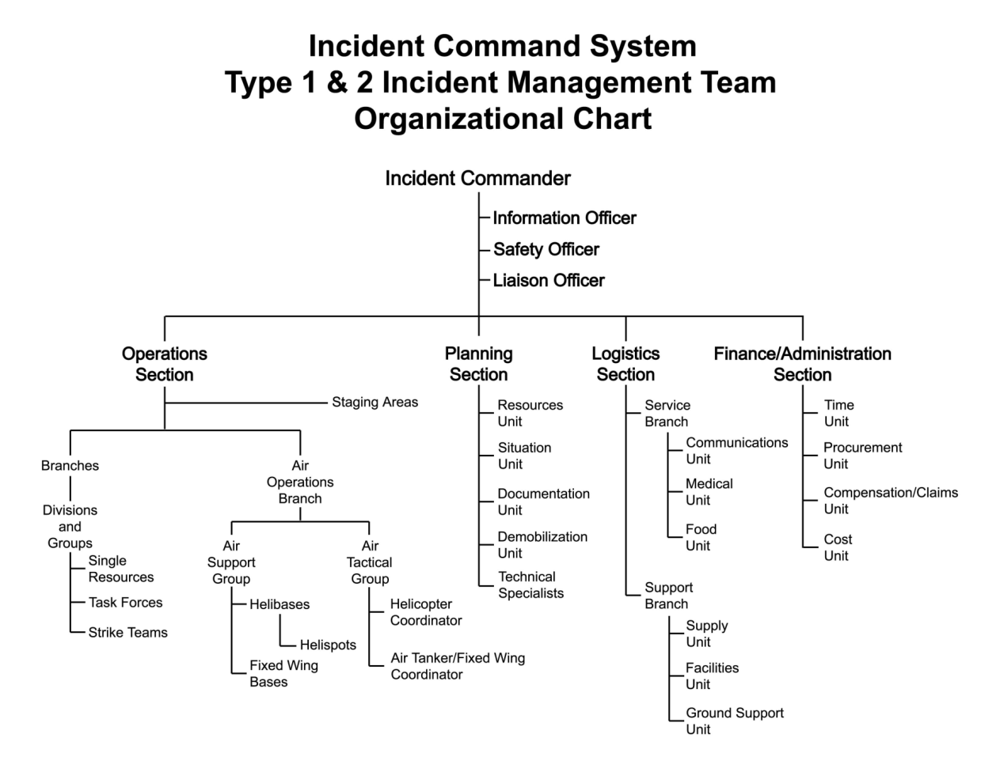 Incident Command System
Type 1 & 2 Incident Management Team
Organizational Chart
Incident Commander
Information Officer
Safety Officer
Liaison Officer
Operations
Section
Staging Areas
Branches
Divisions
and
Groups
Single
Resources
Task Forces
Strike Teams
Air
Operations
Branch
Air
Support
Group
Helibases
Helispots
Fixed Wing
Bases
Air
Tactical
Group
Helicopter
Coordinator
Air Tanker/Fixed Wing
Coordinator
Planning
Section
Resources
Unit
Situation
Unit
Documentation
Unit
Demobilization
Unit
Technical
Specialists
Logistics
Section
Service
Branch
Communications
Unit
Medical
Unit
Food
Unit
Support
Branch
Supply
Unit
Facilities
Unit
Ground Support
Unit
Finance/Administration
Section
Time
Unit
Procurement
Unit
Compensation/Claims
Unit
Cost
Unit